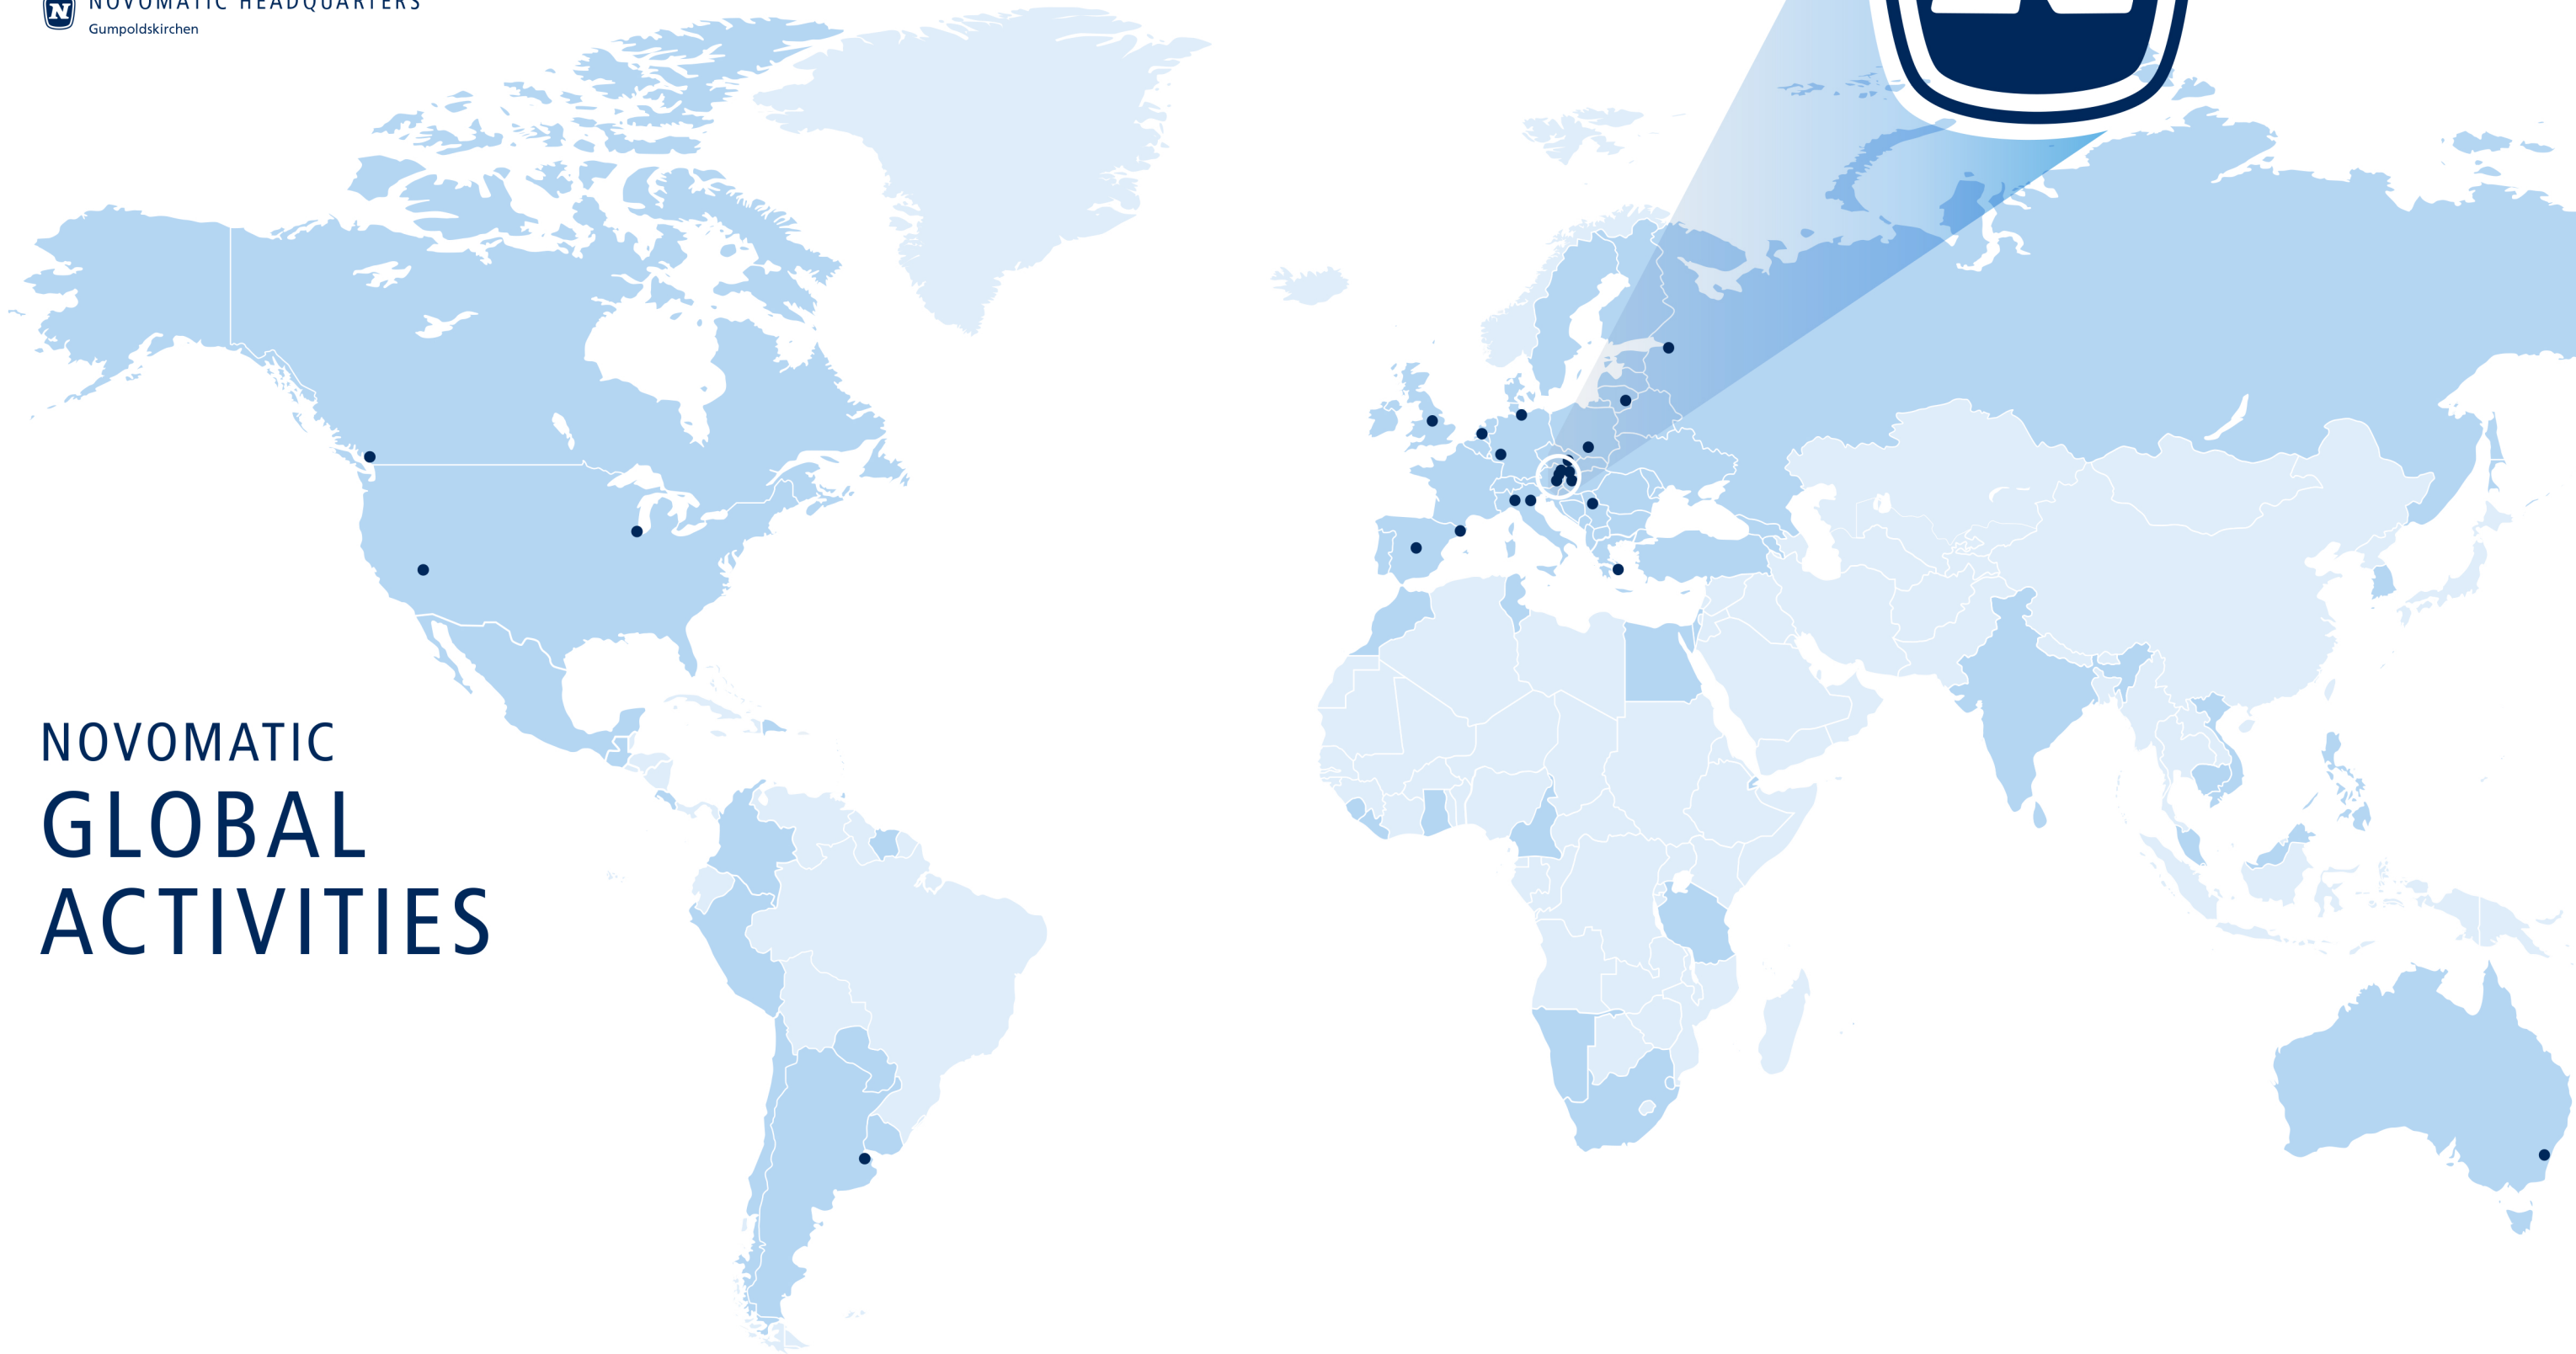 NOVOMATIC HEADQUARTERS
Gumpoldskirchen
NOVOMATIC
GLOBAL
ACTIVITIES